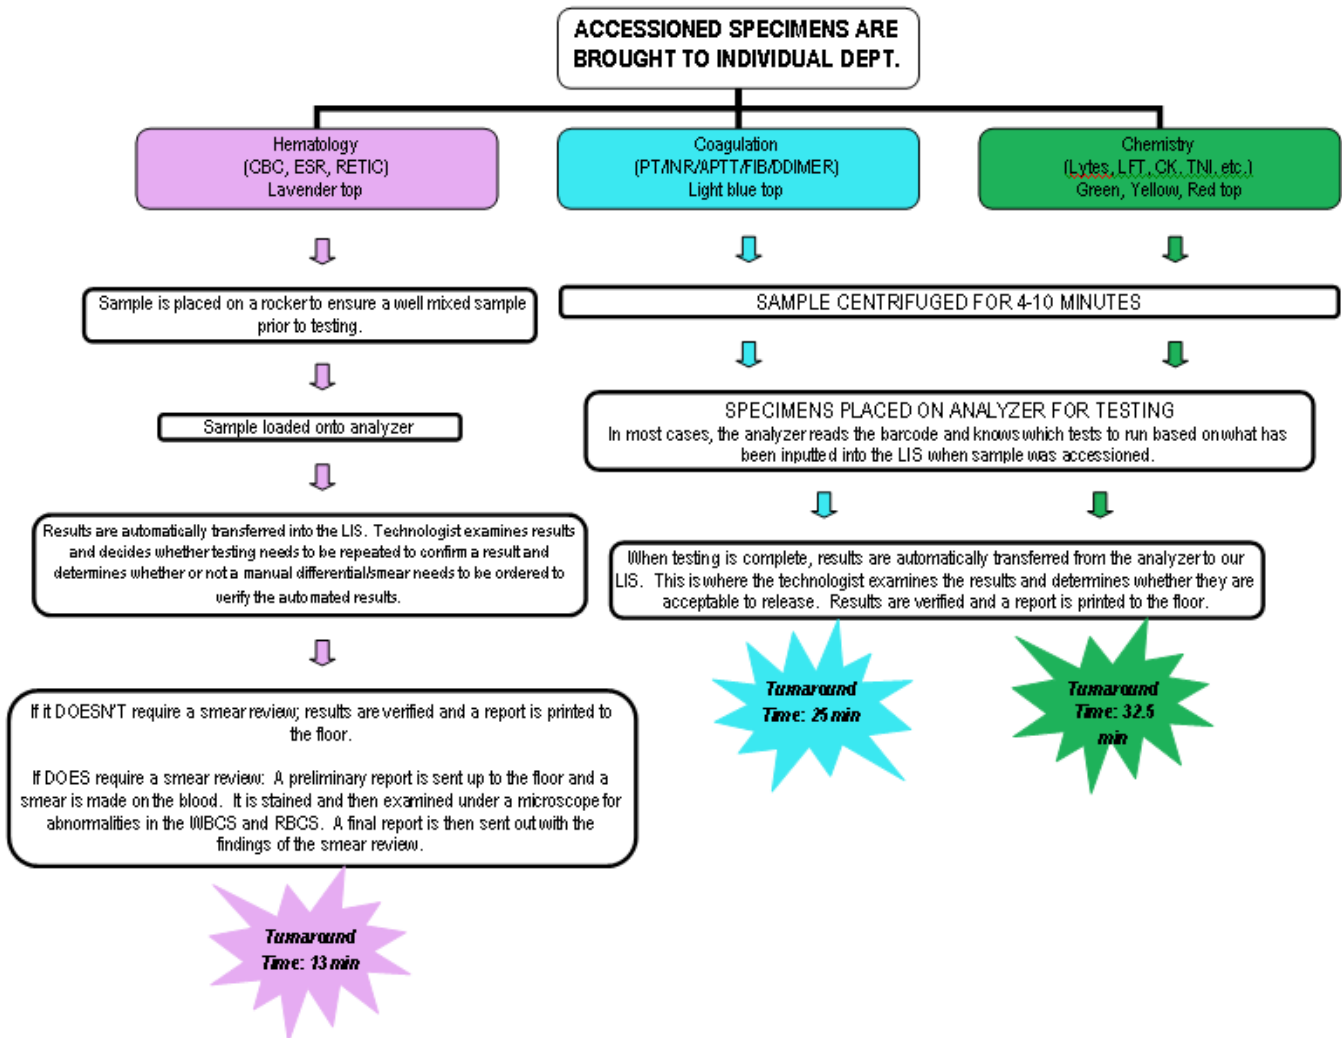 ACCESSIONED SPECIMENS ARE
BROUGHT TO INDIVIDUAL DEPT.
Hematology
(CBC, ESR, RETIC)
Lavender top
Coagulation
(PT/INR/APTT/FIB/DDIMER)
Light blue top
Chemistry
(Lytes, LFT, CK, TNI, etc.)
Green, Yellow, Red top
Sample is placed on a rocker to ensure a well mixed sample
prior to testing.
SAMPLE CENTRIFUGED FOR 4-10 MINUTES
Sample loaded onto analyzer
SPECIMENS PLACED ON ANALYZER FOR TESTING
In most cases, the analyzer reads the barcode and knows which tests to run based on what has
been inputted into the LIS when sample was accessioned.
Results are automatically transferred into the LIS. Technologist examines results
and decides whether testing needs to be repeated to confirm a result and
determines whether or not a manual differential/smear needs to be ordered to
verify the automated results.
When testing is complete, results are automatically transferred from the analyzer to our
LIS. This is where the technologist examines the results and determines whether they are
acceptable to release. Results are verified and a report is printed to the floor.
If it DOESN'T require a smear review; results are verified and a report is printed to
the floor.
If DOES require a smear review: A preliminary report is sent up to the floor and a
smear is made on the blood. It is stained and then examined under a microscope for
abnormalities in the WBCS and RBCS. A final report is then sent out with the
findings of the smear review.
Turnaround
Time: 25 min
Turnaround
Time: 32.5
min
Turnaround
Time: 13 min